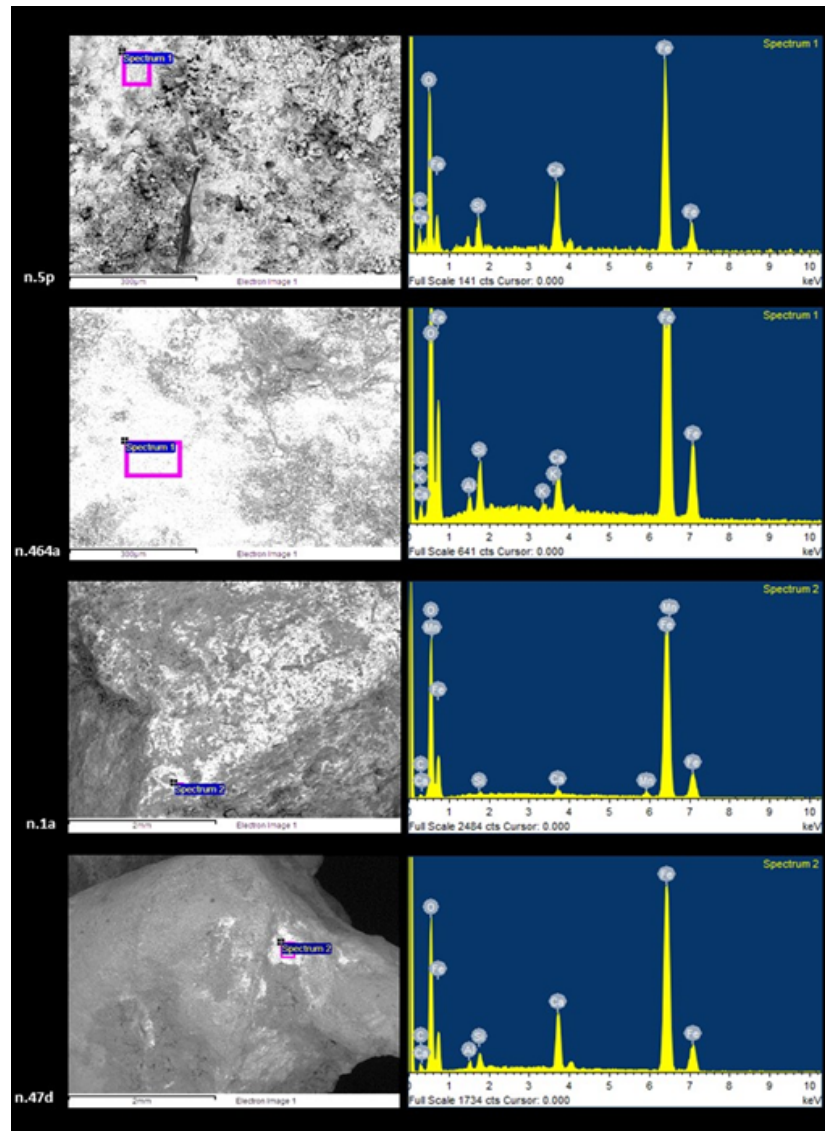 Spectrum 1
300µm Electron Image 1
n.5p
Spectrum 1
O
Fe
C
Ca
Si
Ca
Fe
Fe
1 2 3 4 5 6 7 8 9 10
Full Scale 141 cts Cursor: 0.000 keV
Spectrum 1
300µm Electron Image 1
n.464a
Spectrum 1
Fe
O
C
K
Ca
Al
Si
K
K
Ca
Fe
Fe
1 2 3 4 5 6 7 8 9 10
Full Scale 641 cts Cursor: 0.000 keV
Spectrum 2
2mm Electron Image 1
n.1a
Spectrum 2
O
Mn
Fe
C
Ca
Si
Ca
Mn
Mn
Fe
Fe
1 2 3 4 5 6 7 8 9 10
Full Scale 2484 cts Cursor: 0.000 keV
Spectrum 2
2mm Electron Image 1
n.47d
Spectrum 2
O
Fe
C
Ca
Al
Si
Ca
Fe
Fe
1 2 3 4 5 6 7 8 9 10
Full Scale 1734 cts Cursor: 0.000 keV